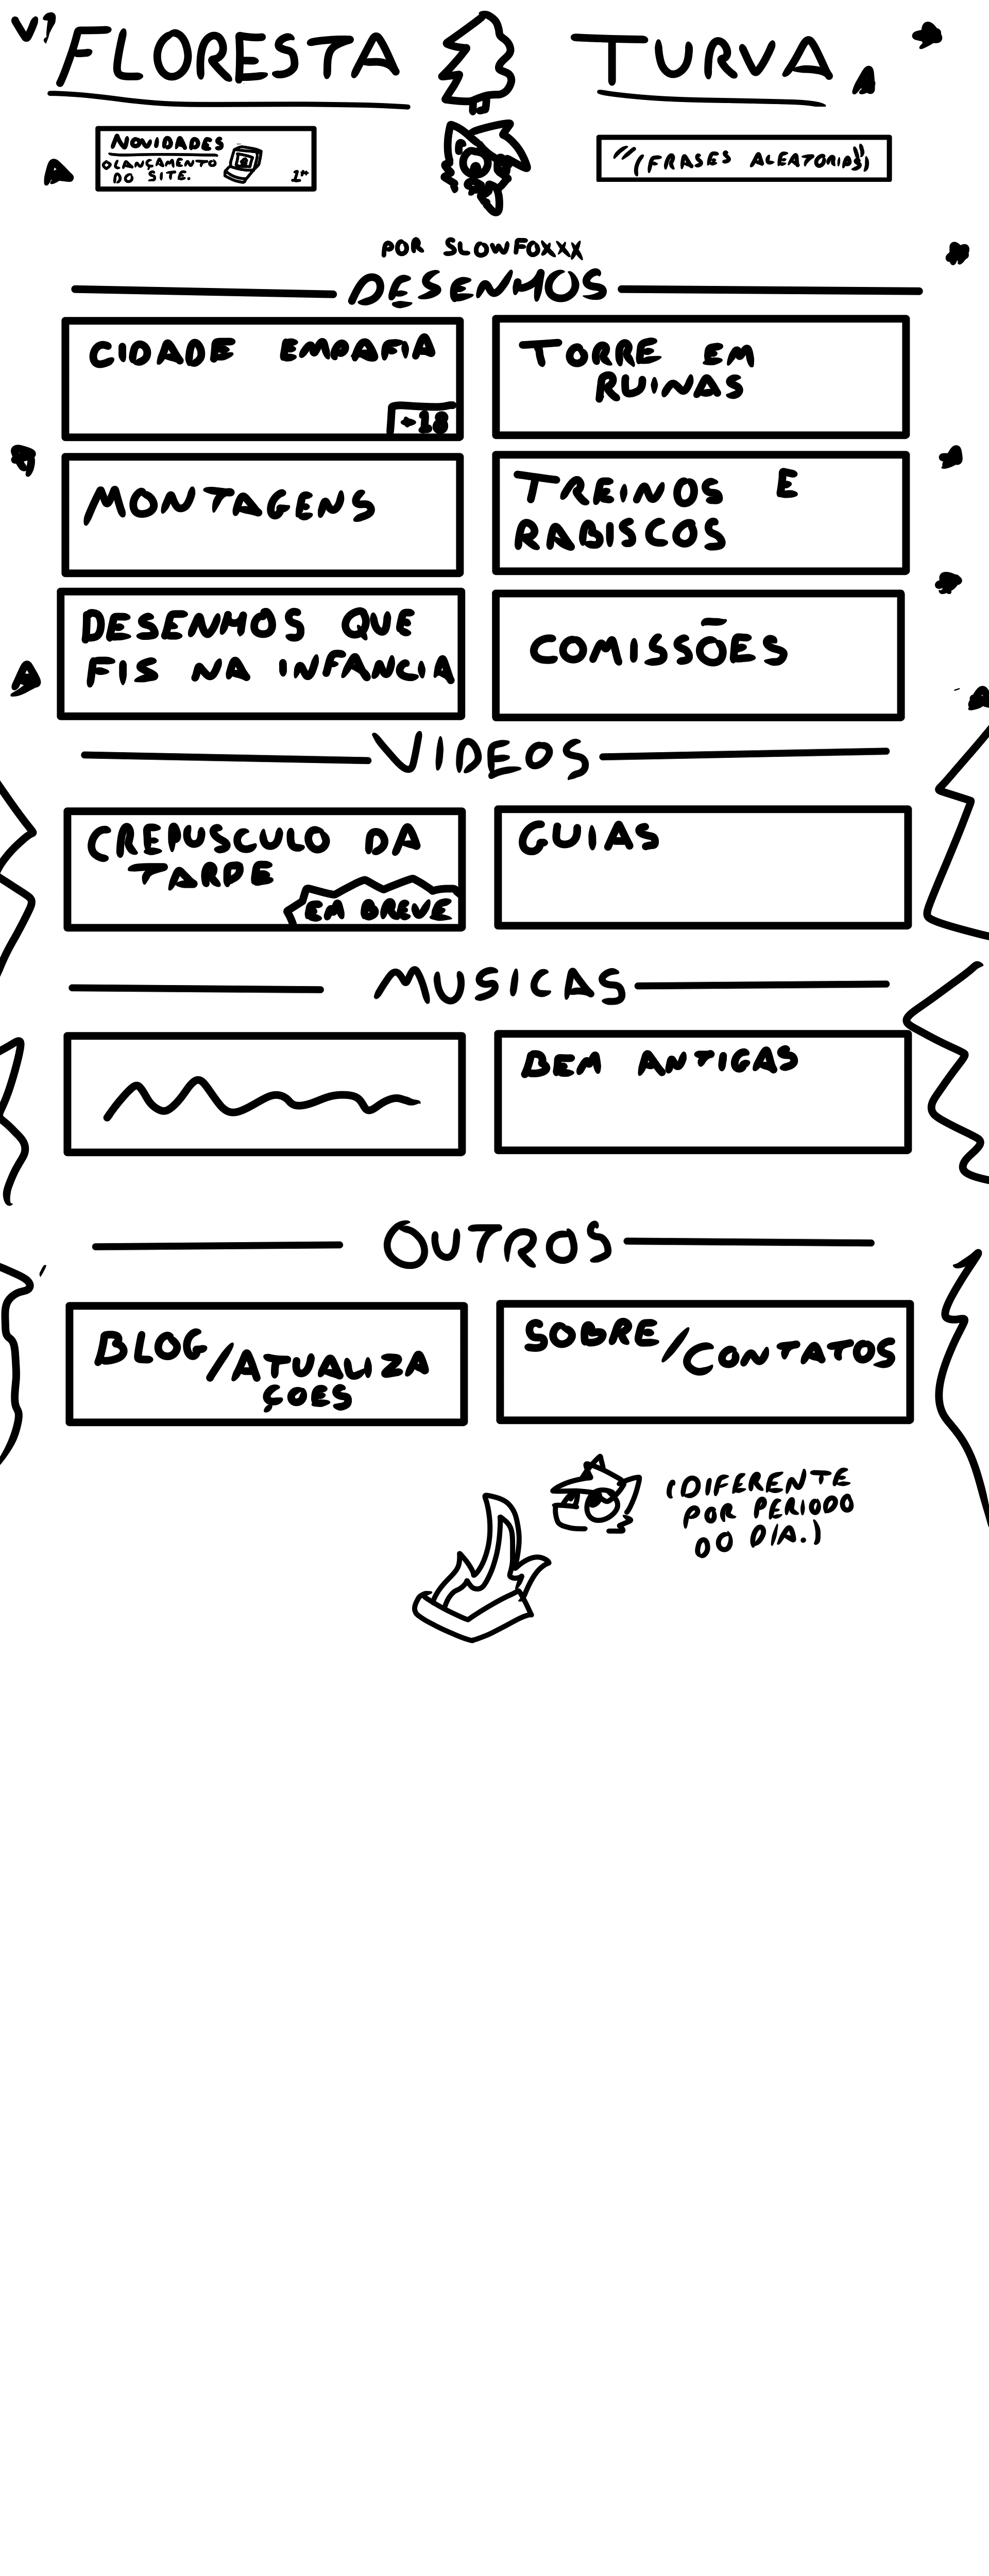 V1
FLORESTA TURVA
NOVIDADES
O LANÇAMENTO
DO SITE.
1º
"(FRASES ALEATORIAS)"
POR SLOWFOXXX
DESENHOS
CIDADE EMPAFIA
+18
TORRE EM
RUINAS
MONTAGENS
TREINOS E
RABISCOS
DESENHOS QUE
FIS NA INFANCIA
COMISSÕES
VIDEOS
CREPUSCULO DA
TARDE
EM BREVE
GUIAS
MUSICAS
BEM ANTIGAS
OUTROS
BLOG/ATUALIZA
ÇOES
SOBRE/CONTATOS
(DIFERENTE
POR PERIODO
DO DIA.)